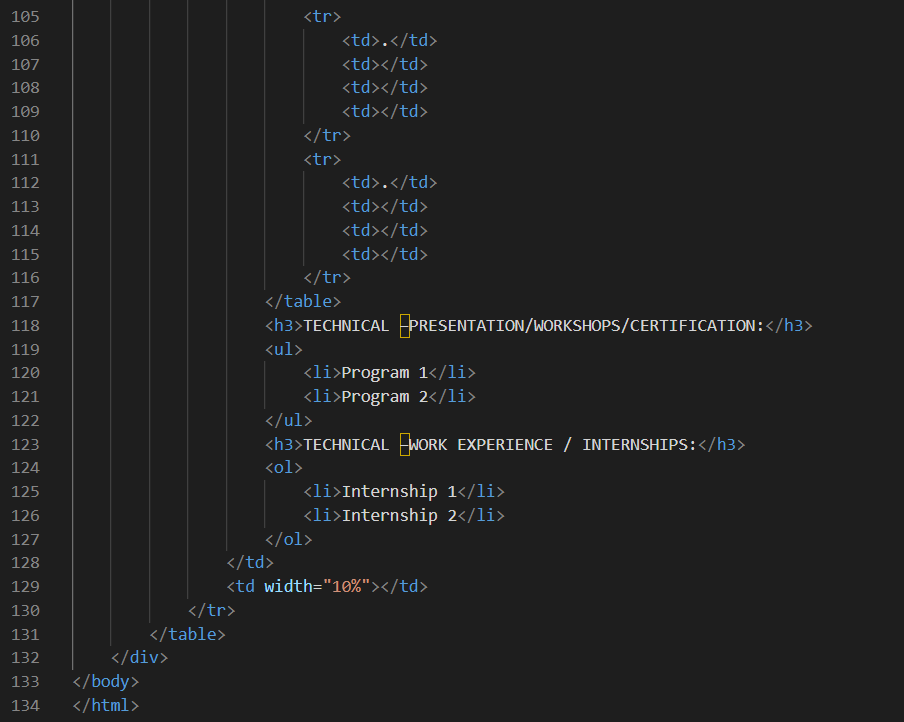 105 <tr>
106 <td>.</td>
107 <td></td>
108 <td></td>
109 <td></td>
110 </tr>
111 <tr>
112 <td>.</td>
113 <td></td>
114 <td></td>
115 <td></td>
116 </tr>
117 </table>
118 <h3>TECHNICAL –PRESENTATION/WORKSHOPS/CERTIFICATION:</h3>
119 <ul>
120 <li>Program 1</li>
121 <li>Program 2</li>
122 </ul>
123 <h3>TECHNICAL –WORK EXPERIENCE / INTERNSHIPS:</h3>
124 <ol>
125 <li>Internship 1</li>
126 <li>Internship 2</li>
127 </ol>
128 </td>
129 <td width="10%"></td>
130 </tr>
131 </table>
132 </div>
133 </body>
134 </html>